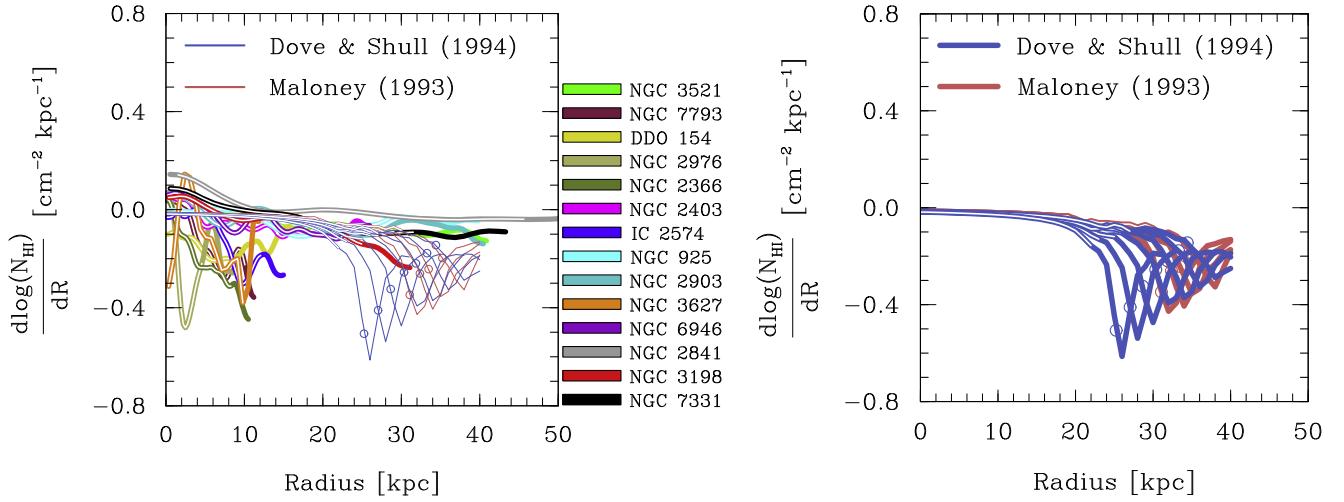 0.8
0.4
0.0
−0.4
−0.8
dlog(N_HI)
dR
[cm⁻² kpc⁻¹]
Dove & Shull (1994)
Maloney (1993)
0 10 20 30 40 50
Radius [kpc]
NGC 3521
NGC 7793
DDO 154
NGC 2976
NGC 2366
NGC 2403
IC 2574
NGC 925
NGC 2903
NGC 3627
NGC 6946
NGC 2841
NGC 3198
NGC 7331
0.8
0.4
0.0
−0.4
−0.8
dlog(N_HI)
dR
[cm⁻² kpc⁻¹]
Dove & Shull (1994)
Maloney (1993)
0 10 20 30 40 50
Radius [kpc]